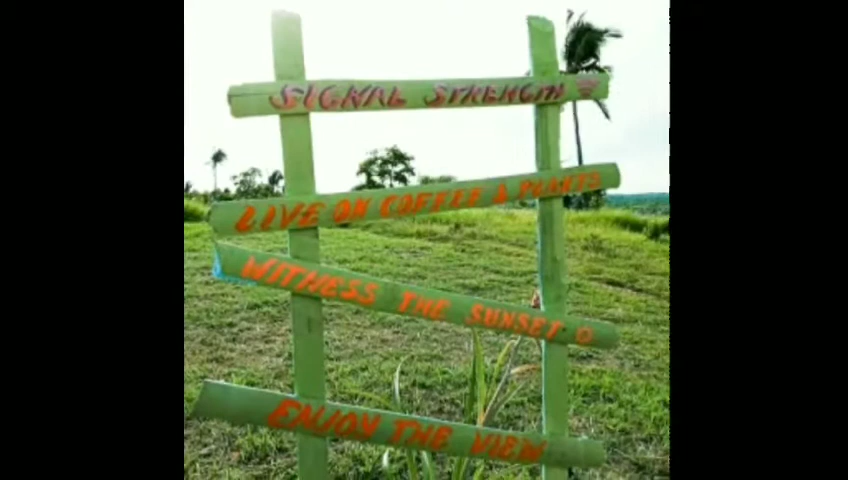 SIGNAL STRENGTH
LIVE ON COFFEE & PLANTS
WITNESS THE SUNSET
ENJOY THE VIEW